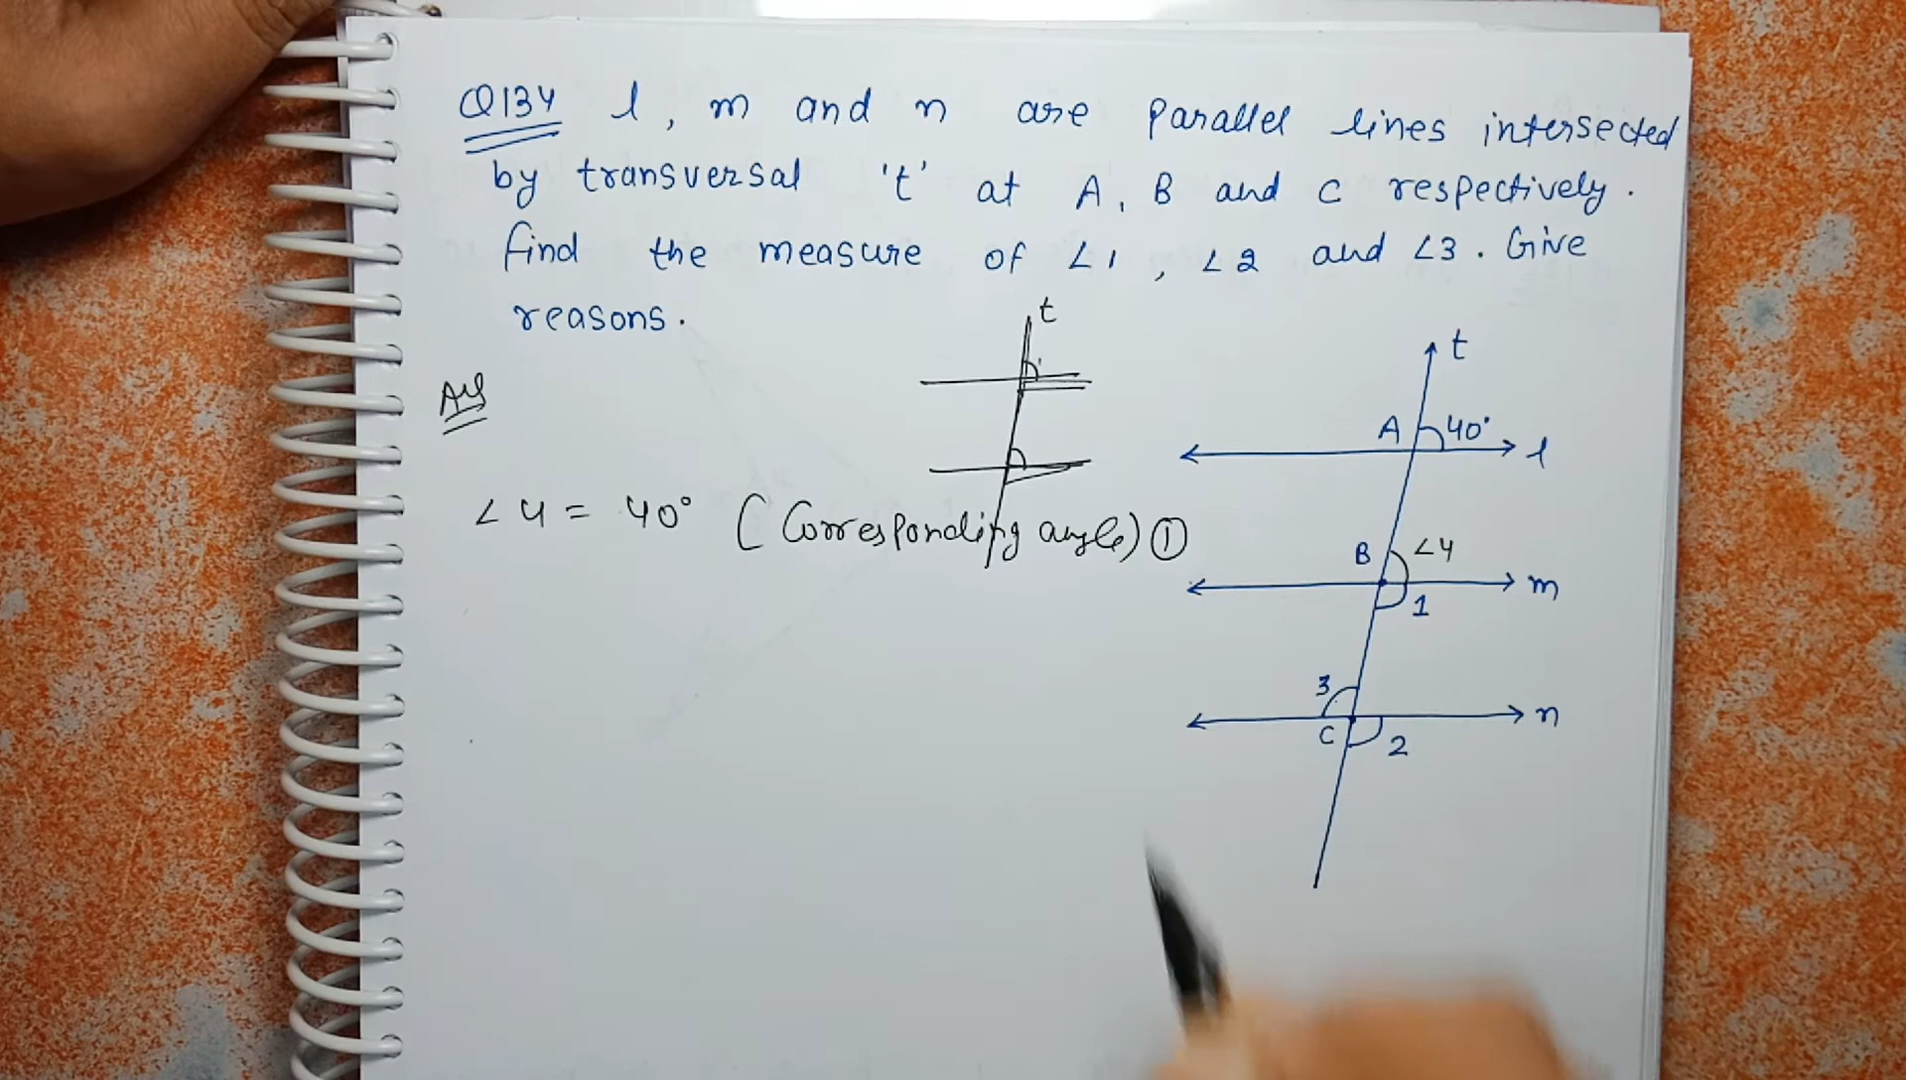 Q134 l, m and n are parallel lines intersected
by transversal 't' at A, B and C respectively.
find the measure of ∠1, ∠2 and ∠3. Give
reasons.
t
Ans
t
A 40°
l
∠4 = 40° (Corresponding angle) ①
B ∠4
m
1
3
n
C 2